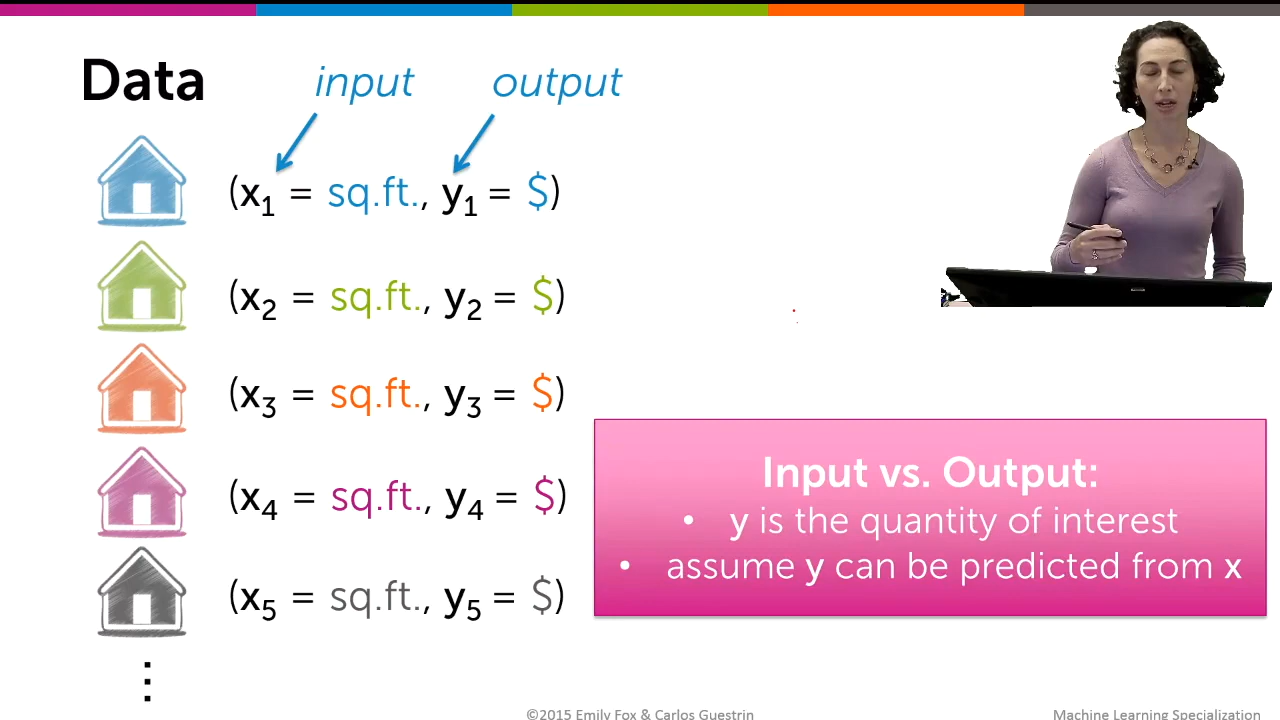 Data
input
output
(x₁ = sq.ft., y₁ = $)
(x₂ = sq.ft., y₂ = $)
(x₃ = sq.ft., y₃ = $)
(x₄ = sq.ft., y₄ = $)
(x₅ = sq.ft., y₅ = $)
⋮
Input vs. Output:
• y is the quantity of interest
• assume y can be predicted from x
©2015 Emily Fox & Carlos Guestrin
Machine Learning Specialization